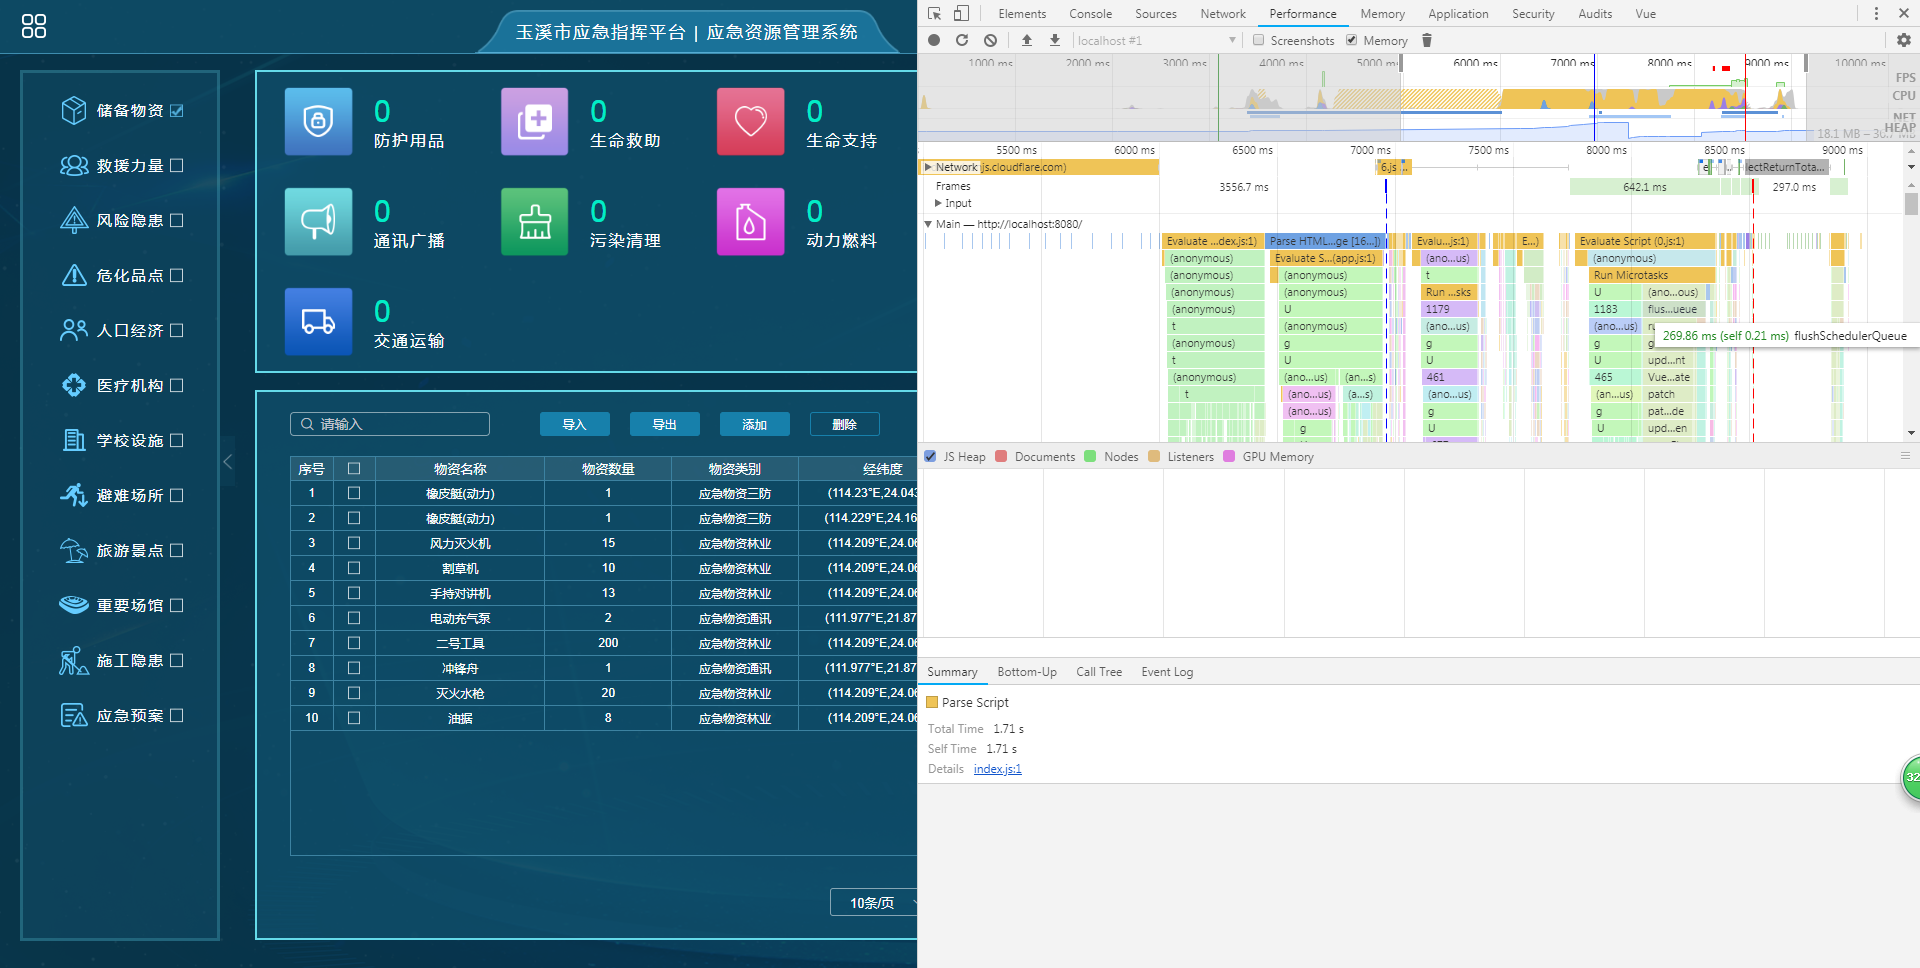 玉溪市应急指挥平台 | 应急资源管理系统
储备物资
救援力量
风险隐患
危化品点
人口经济
医疗机构
学校设施
避难场所
旅游景点
重要场馆
施工隐患
应急预案
0
防护用品
0
生命救助
0
生命支持
0
通讯广播
0
污染清理
0
动力燃料
0
交通运输
请输入
导入 导出 添加 删除
序号 物资名称 物资数量 物资类别 经纬度
1 橡皮艇(动力) 1 应急物资三防 (114.23°E,24.043
2 橡皮艇(动力) 1 应急物资三防 (114.229°E,24.16
3 风力灭火机 15 应急物资林业 (114.209°E,24.06
4 割草机 10 应急物资林业 (114.209°E,24.06
5 手持对讲机 13 应急物资林业 (114.209°E,24.06
6 电动充气泵 2 应急物资通讯 (111.977°E,21.87
7 二号工具 200 应急物资林业 (114.209°E,24.06
8 冲锋舟 1 应急物资通讯 (111.977°E,21.87
9 灭火水枪 20 应急物资林业 (114.209°E,24.06
10 油据 8 应急物资林业 (114.209°E,24.06
10条/页
Elements Console Sources Network Performance Memory Application Security Audits Vue
localhost #1 Screenshots Memory
1000 ms 2000 ms 3000 ms 4000 ms 5000 ms 6000 ms 7000 ms 8000 ms 9000 ms 10000 ms
FPS
CPU
NET
HEAP
18.1 MB – 30.7 MB
5500 ms 6000 ms 6500 ms 7000 ms 7500 ms 8000 ms 8500 ms 9000 ms
Network js.cloudflare.com) 6.js ... lectReturnTota...
Frames 3556.7 ms 642.1 ms 297.0 ms
Input
Main — http://localhost:8080/
Evaluate ...dex.js:1) Parse HTML...ge [16...]) Evalu...js:1) E...) Evaluate Script (0.js:1)
(anonymous) Evaluate S...(app.js:1) (ano...us) (anonymous)
(anonymous) (anonymous) t Run Microtasks
(anonymous) (anonymous) Run ...sks U (ano...ous)
(anonymous) U 1179 1183 flus...ueue
t (anonymous) (ano...us) (ano...us)
(anonymous) g g g
t U U U upd...nt
(anonymous) (ano...us) (an...s) 461 465 Vue...ate
t (ano...us) (a...s) (ano...us) (an...us) patch
(ano...us) g g pat...de
g U U upd...en
269.86 ms (self 0.21 ms) flushSchedulerQueue
JS Heap Documents Nodes Listeners GPU Memory
Summary Bottom-Up Call Tree Event Log
Parse Script
Total Time 1.71 s
Self Time 1.71 s
Details index.js:1
32